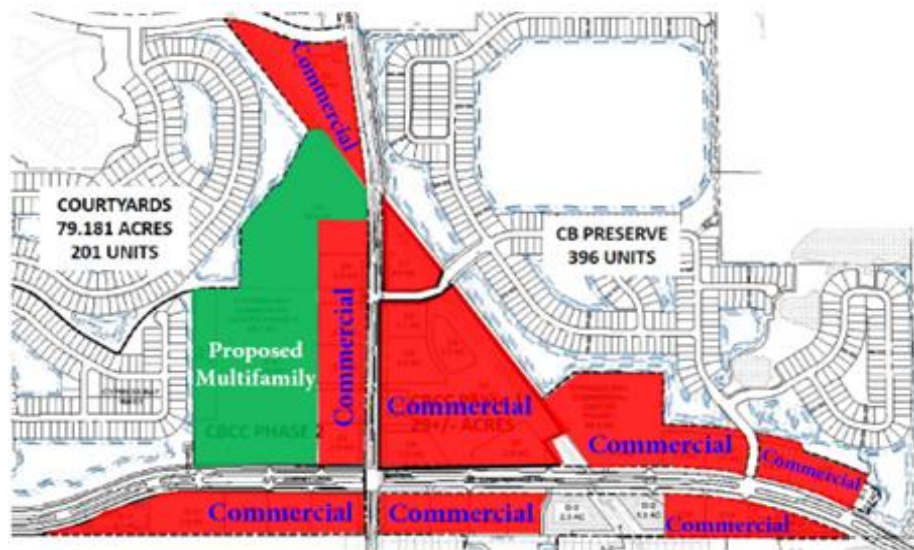 Commercial
COURTYARDS
79.181 ACRES
201 UNITS
CB PRESERVE
396 UNITS
Commercial
Proposed
Multifamily
CBCC PHASE 2
Commercial
29+/- ACRES
Commercial
Commercial
Commercial
Commercial
Commercial